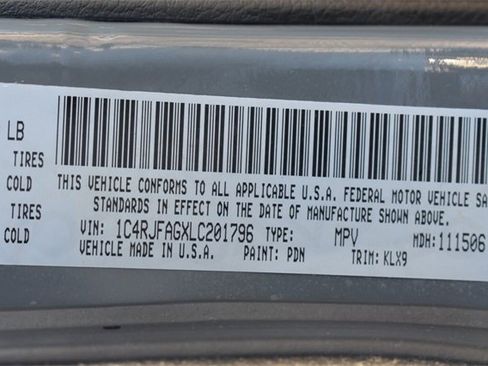 LB
TIRES
COLD THIS VEHICLE CONFORMS TO ALL APPLICABLE U.S.A. FEDERAL MOTOR VEHICLE SA
TIRES STANDARDS IN EFFECT ON THE DATE OF MANUFACTURE SHOWN ABOVE.
COLD VIN: 1C4RJFAGXLC201796 TYPE: MPV MDH:111506
VEHICLE MADE IN U.S.A. PAINT: PDN TRIM: KLX9